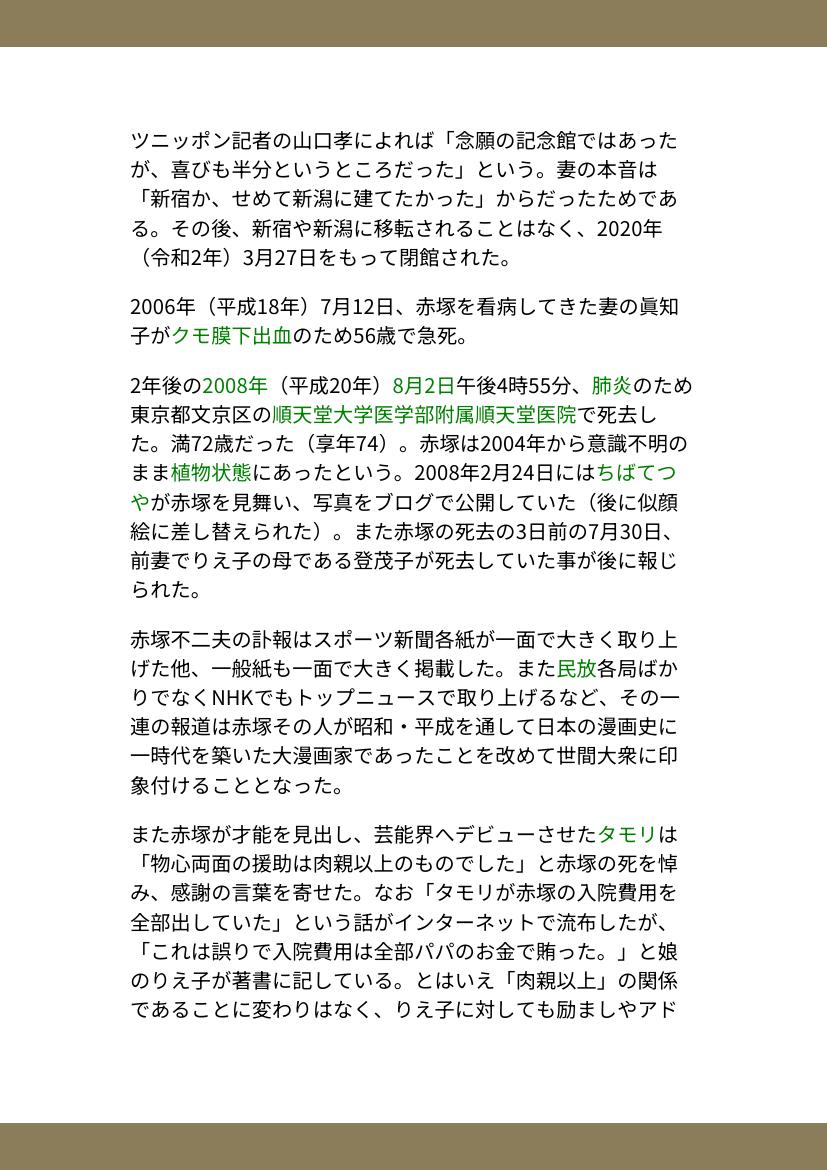 ツニッポン記者の山口孝によれば「念願の記念館ではあった
が、喜びも半分というところだった」という。妻の本音は
「新宿か、せめて新潟に建てたかった」からだったためであ
る。その後、新宿や新潟に移転されることはなく、2020年
（令和2年）3月27日をもって閉館された。
2006年（平成18年）7月12日、赤塚を看病してきた妻の眞知
子がクモ膜下出血のため56歳で急死。
2年後の2008年（平成20年）8月2日午後4時55分、肺炎のため
東京都文京区の順天堂大学医学部附属順天堂医院で死去し
た。満72歳だった（享年74）。赤塚は2004年から意識不明の
まま植物状態にあったという。2008年2月24日にはちばてつ
やが赤塚を見舞い、写真をブログで公開していた（後に似顔
絵に差し替えられた）。また赤塚の死去の3日前の7月30日、
前妻でりえ子の母である登茂子が死去していた事が後に報じ
られた。
赤塚不二夫の訃報はスポーツ新聞各紙が一面で大きく取り上
げた他、一般紙も一面で大きく掲載した。また民放各局ばか
りでなくNHKでもトップニュースで取り上げるなど、その一
連の報道は赤塚その人が昭和・平成を通して日本の漫画史に
一時代を築いた大漫画家であったことを改めて世間大衆に印
象付けることとなった。
また赤塚が才能を見出し、芸能界へデビューさせたタモリは
「物心両面の援助は肉親以上のものでした」と赤塚の死を悼
み、感謝の言葉を寄せた。なお「タモリが赤塚の入院費用を
全部出していた」という話がインターネットで流布したが、
「これは誤りで入院費用は全部パパのお金で賄った。」と娘
のりえ子が著書に記している。とはいえ「肉親以上」の関係
であることに変わりはなく、りえ子に対しても励ましやアド